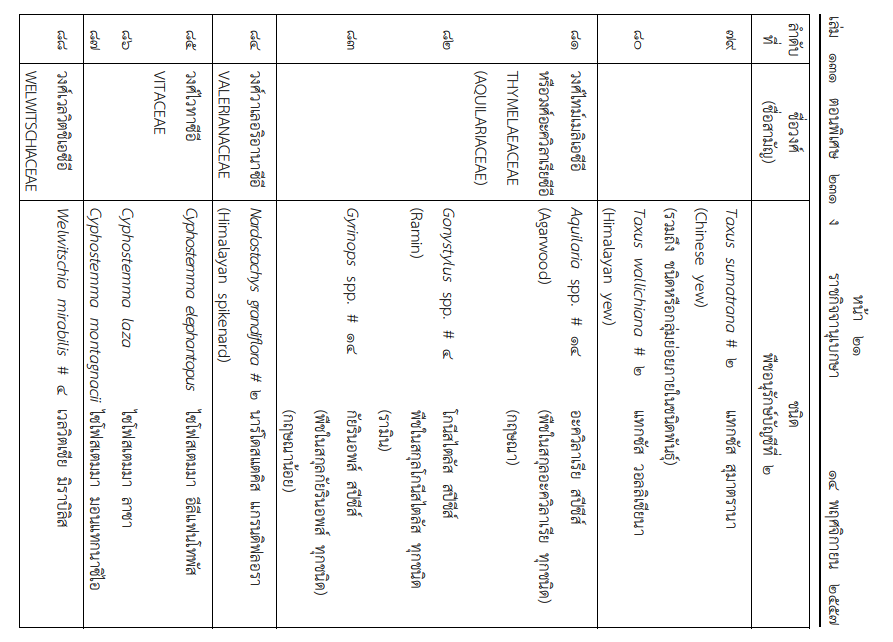 หน้า ๒๑
เล่ม ๑๓๑ ตอนพิเศษ ๒๓๑ ง ราชกิจจานุเบกษา ๑๔ พฤศจิกายน ๒๕๕๗
ลำดับ ชื่อวงศ์ ชนิด
ที่ (ชื่อสามัญ) พืชอนุรักษ์บัญชีที่ ๒
๗๙ Taxus sumatrana # ๒ แทกซัส สุมาตรานา
(Chinese yew)
(รวมถึง ชนิดหรือกลุ่มย่อยภายในชนิดพันธุ์)
๘๐ Taxus wallichiana # ๒ แทกซัส วอลลิเชียนา
(Himalayan yew)
๘๑ วงศ์ไทม์เมลิเอซีอี Aquilaria spp. # ๑๔ อะควิลาเรีย สปีชีส์
หรือวงศ์อะควิลาเรียซีอี (Agarwood) (พืชในสกุลอะควิลาเรีย ทุกชนิด)
THYMELAEACEAE (กฤษณา)
(AQUILARIACEAE)
๘๒ Gonystylus spp. # ๔ โกนีสไตลัส สปีชีส์
(Ramin) พืชในสกุลโกนีสไตลัส ทุกชนิด
(รามิน)
๘๓ Gyrinops spp. # ๑๔ กัยรินอพส์ สปีชีส์
(พืชในสกุลกัยรินอพส์ ทุกชนิด)
(กฤษณาน้อย)
๘๔ วงศ์วาเลอริอานาซีอี Nardostachys grandiflora # ๒ นาร์โดสแตคิส แกรนดิฟลอรา
VALERIANACEAE (Himalayan spikenard)
๘๕ วงศ์ไวทาซีอี Cyphostemma elephantopus ไซโฟสเตมมา อีลีแฟนโทพัส
VITACEAE
๘๖ Cyphostemma laza ไซโฟสเตมมา ลาซา
๘๗ Cyphostemma montagnacii ไซโฟสเตมมา มอนแทกนาซิไอ
๘๘ วงศ์เวลวิตชิเอซีอี Welwitschia mirabilis # ๔ เวลวิตเชีย มิราบิลิส
WELWITSCHIACEAE